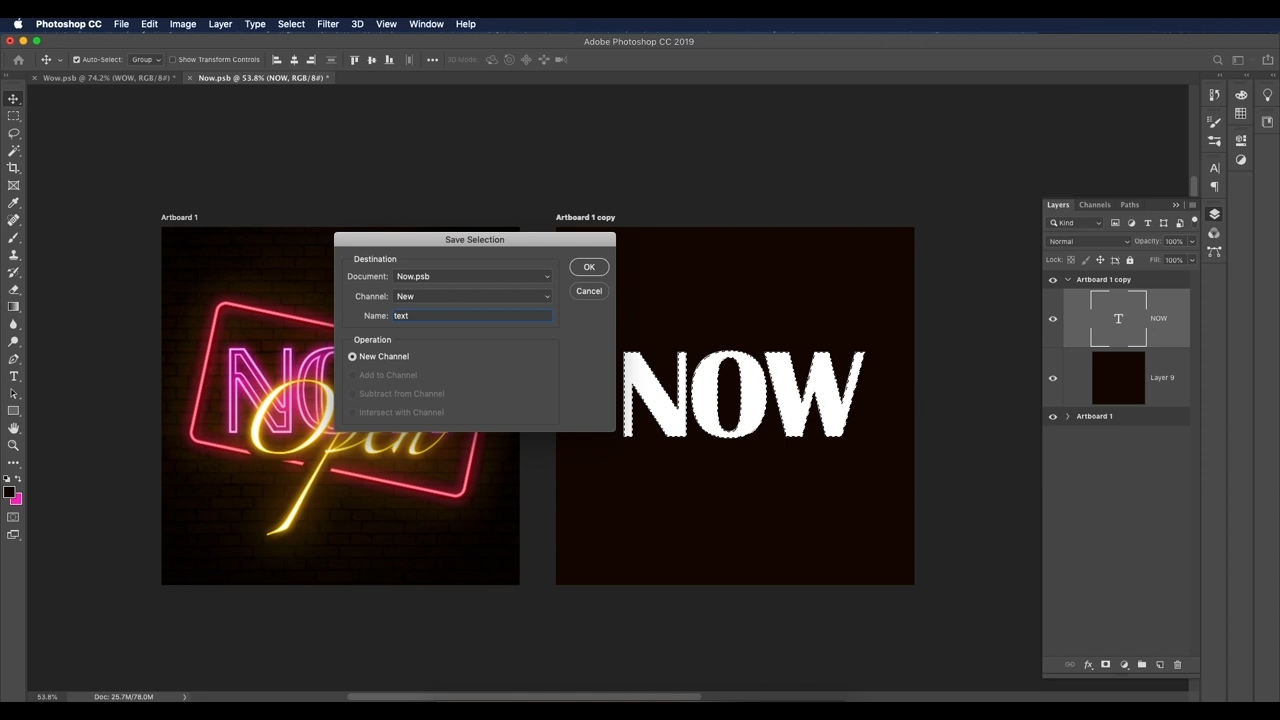 Photoshop CC File Edit Image Layer Type Select Filter 3D View Window Help
Adobe Photoshop CC 2019
Auto-Select: Group Show Transform Controls 3D Mode:
Wow.psb @ 74.2% (WOW, RGB/8#) * Now.psb @ 53.8% (NOW, RGB/8#) *
Artboard 1
Artboard 1 copy
Save Selection
Destination
Document: Now.psb
Channel: New
Name: text
OK
Cancel
Operation
New Channel
Add to Channel
Subtract from Channel
Intersect with Channel
NOW
Open
NOW
Layers Channels Paths
Kind
Normal Opacity: 100%
Lock: Fill: 100%
Artboard 1 copy
T NOW
Layer 9
Artboard 1
fx
53.8% Doc: 25.7M/78.0M